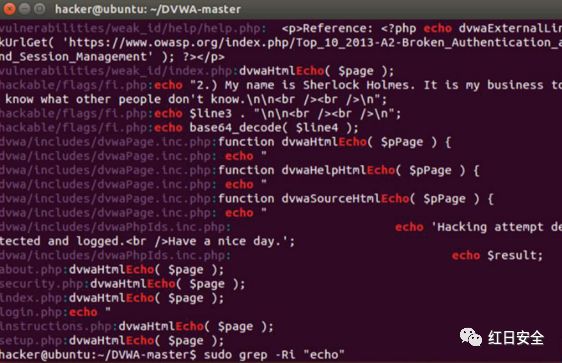 hacker@ubuntu: ~/DVWA-master
vulnerabilities/weak_id/help/help.php:  <p>Reference: <?php echo dvwaExternalLin
kUrlGet( 'https://www.owasp.org/index.php/Top_10_2013-A2-Broken_Authentication_a
nd_Session_Management' ); ?></p>
vulnerabilities/weak_id/index.php:dvwaHtmlEcho( $page );
hackable/flags/fi.php:echo "2.) My name is Sherlock Holmes. It is my business to
 know what other people don't know.\n\n<br /><br />\n";
hackable/flags/fi.php:echo $line3 . "\n\n<br /><br />\n";
hackable/flags/fi.php:echo base64_decode( $line4 );
dvwa/includes/dvwaPage.inc.php:function dvwaHtmlEcho( $pPage ) {
dvwa/includes/dvwaPage.inc.php: echo "
dvwa/includes/dvwaPage.inc.php:function dvwaHelpHtmlEcho( $pPage ) {
dvwa/includes/dvwaPage.inc.php: echo "
dvwa/includes/dvwaPage.inc.php:function dvwaSourceHtmlEcho( $pPage ) {
dvwa/includes/dvwaPage.inc.php: echo "
dvwa/includes/dvwaPhpIds.inc.php:                       echo 'Hacking attempt de
tected and logged.<br />Have a nice day.';
dvwa/includes/dvwaPhpIds.inc.php:                               echo $result;
about.php:dvwaHtmlEcho( $page );
security.php:dvwaHtmlEcho( $page );
index.php:dvwaHtmlEcho( $page );
login.php:echo "
instructions.php:dvwaHtmlEcho( $page );
setup.php:dvwaHtmlEcho( $page );
hacker@ubuntu:~/DVWA-master$ sudo grep -Ri "echo"
红日安全